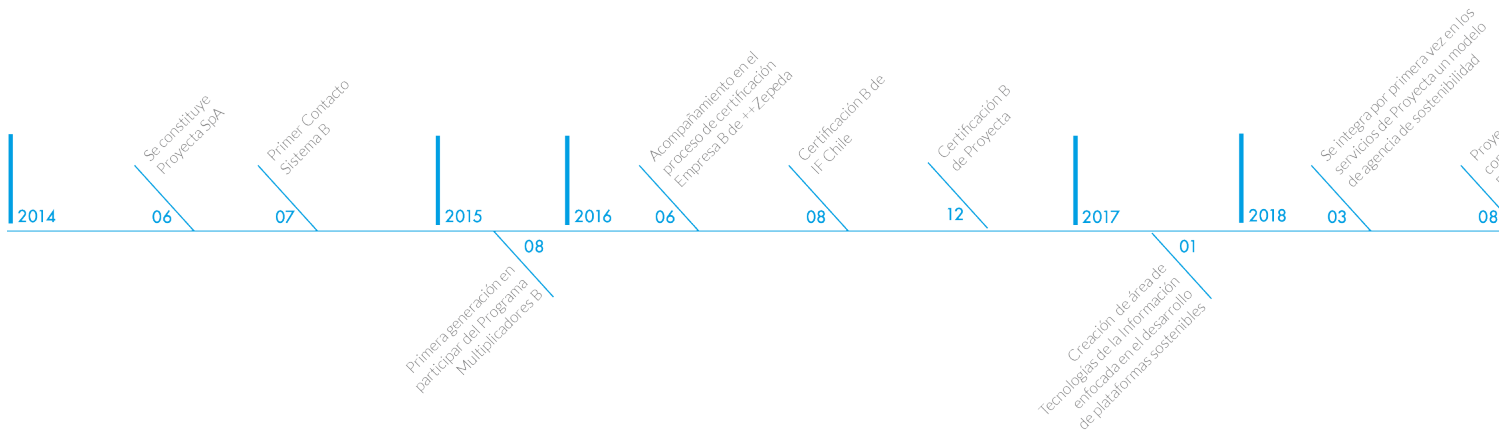 2014
Se constituye
Proyecta SpA
06
Primer Contacto
Sistema B
07
2015
08
Primera generación en
participar del Programa
Multiplicadores B
2016
Acompañamiento en el
proceso de certificación
Empresa B de ++Zepeda
06
Certificación B de
IF Chile
08
Certificación B
de Proyecta
12
2017
01
Creación de área de
Tecnologías de la Información
enfocada en el desarrollo
de plataformas sostenibles
2018
Se integra por primera vez en los
servicios de Proyecta un modelo
de agencia de sostenibilidad
03
08